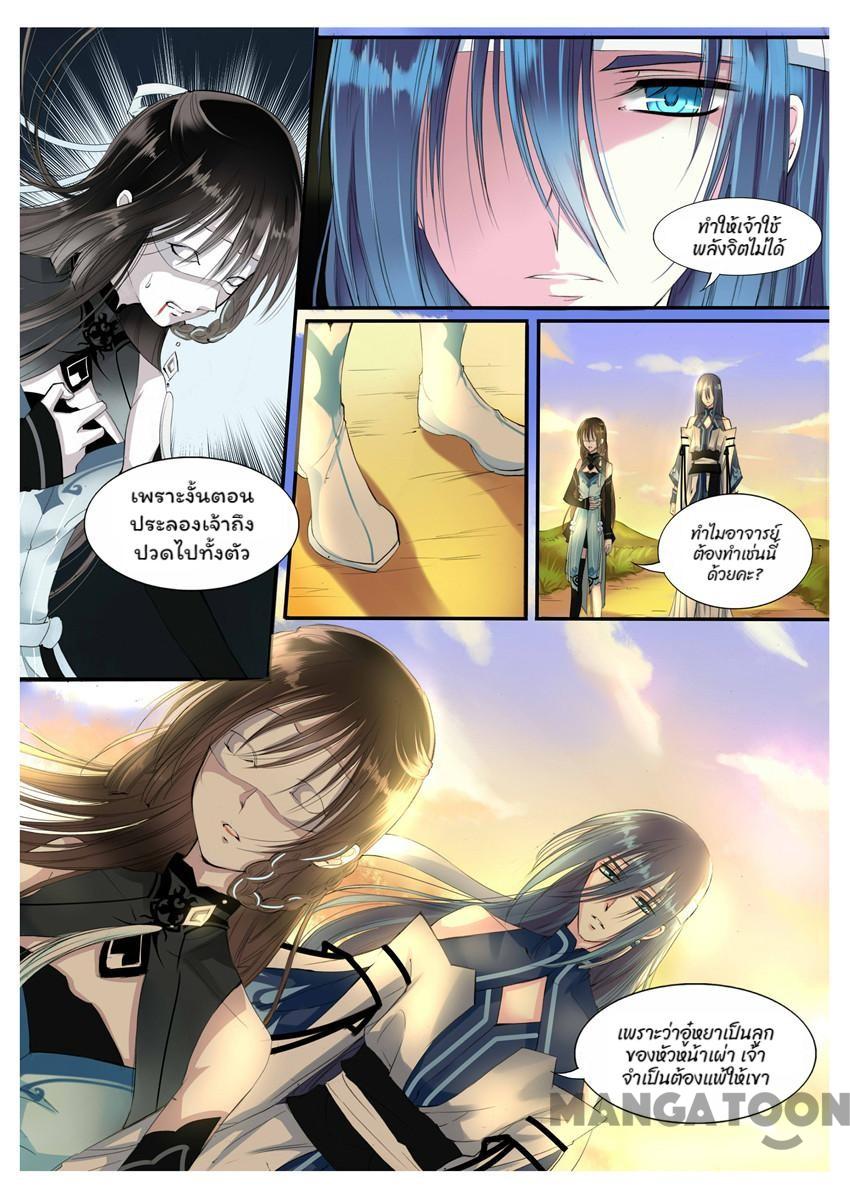 ทำให้เจ้าใช้
พลังจิตไม่ได้
เพราะงั้นตอน
ประลองเจ้าถึง
ปวดไปทั้งตัว
ทำไมอาจารย์
ต้องทำเช่นนี้
ด้วยคะ?
เพราะว่าอู๋หยาเป็นลูก
ของหัวหน้าเผ่า เจ้า
จำเป็นต้องแพ้ให้เขา
MANGATOON